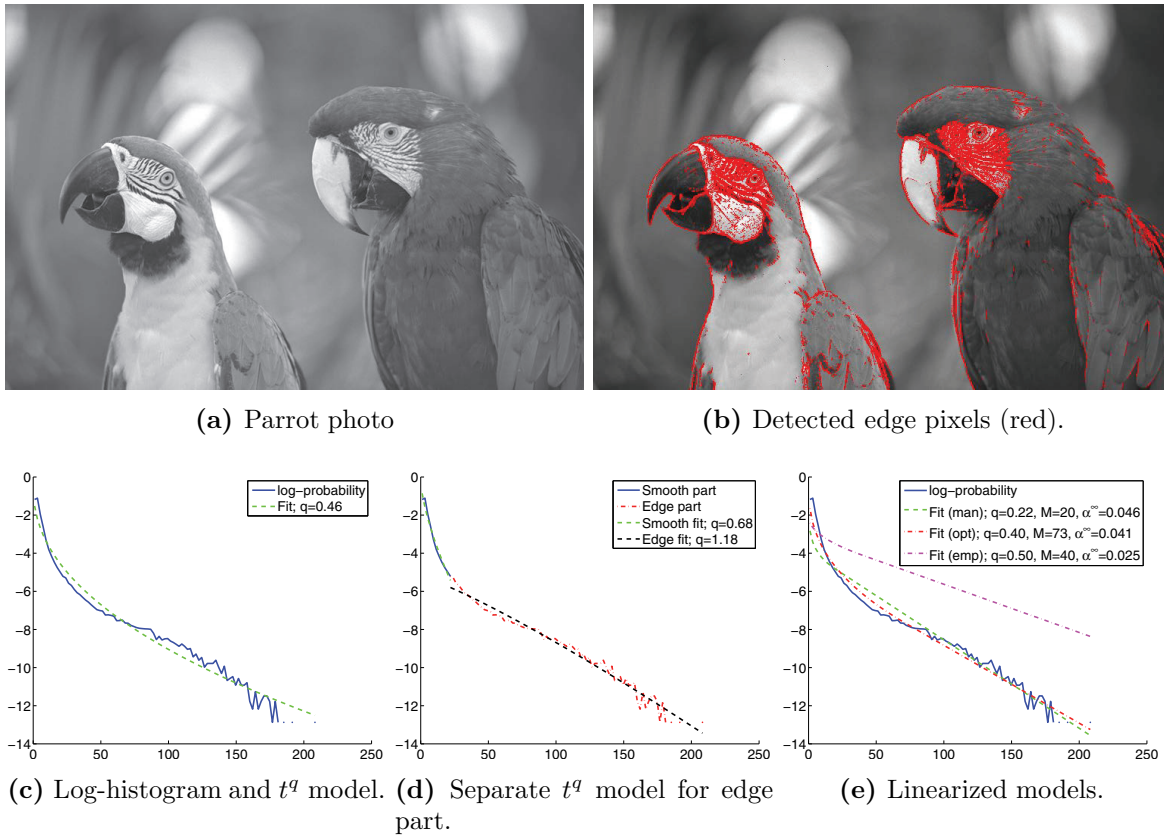 (a) Parrot photo
(b) Detected edge pixels (red).
0
−2
−4
−6
−8
−10
−12
−14
0 50 100 150 200 250
log−probability
Fit; q=0.46
(c) Log-histogram and t^q model.
0
−2
−4
−6
−8
−10
−12
−14
0 50 100 150 200 250
Smooth part
Edge part
Smooth fit; q=0.68
Edge fit; q=1.18
(d) Separate t^q model for edge
part.
0
−2
−4
−6
−8
−10
−12
−14
0 50 100 150 200 250
log−probability
Fit (man); q=0.22, M=20, α^∞=0.046
Fit (opt); q=0.40, M=73, α^∞=0.041
Fit (emp); q=0.50, M=40, α^∞=0.025
(e) Linearized models.